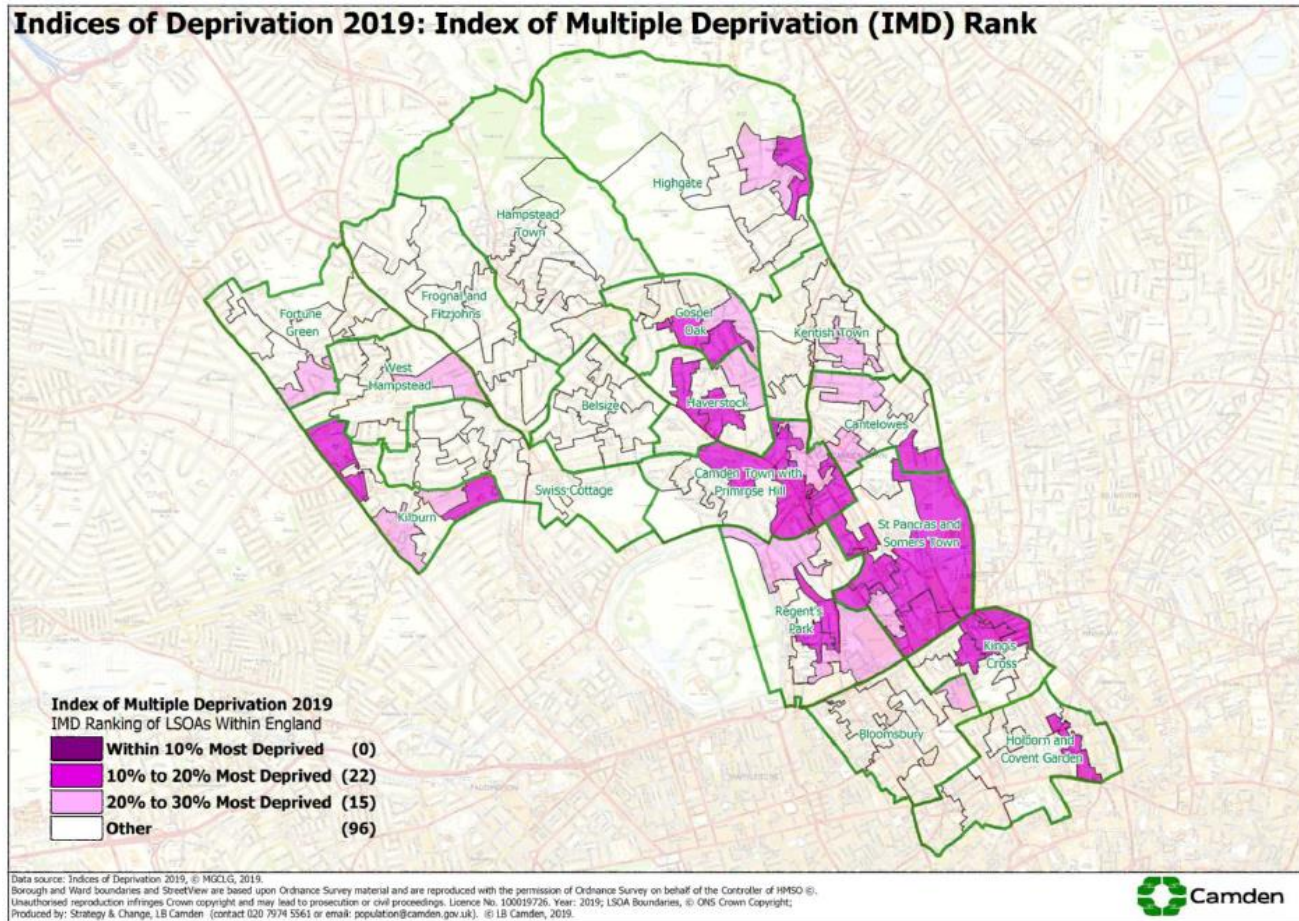 Indices of Deprivation 2019: Index of Multiple Deprivation (IMD) Rank
Highgate
Hampstead
Town
Fortune
Green
Frognal and
Fitzjohns
Gospel
Oak
Kentish Town
West
Hampstead
Belsize
Haverstock
Cantelowes
Camden Town with
Primrose Hill
Swiss Cottage
Kilburn
St Pancras and
Somers Town
Regent's
Park
King's
Cross
Bloomsbury
Holborn and
Covent Garden
Index of Multiple Deprivation 2019
IMD Ranking of LSOAs Within England
Within 10% Most Deprived (0)
10% to 20% Most Deprived (22)
20% to 30% Most Deprived (15)
Other (96)
Data source: Indices of Deprivation 2019, © MGCLG, 2019.
Borough and Ward boundaries and StreetView are based upon Ordnance Survey material and are reproduced with the permission of Ordnance Survey on behalf of the Controller of HMSO ©.
Unauthorised reproduction infringes Crown copyright and may lead to prosecution or civil proceedings. Licence No. 100019726. Year: 2019; LSOA Boundaries, © ONS Crown Copyright;
Produced by: Strategy & Change, LB Camden (contact 020 7974 5561 or email: population@camden.gov.uk). © LB Camden, 2019.
Camden